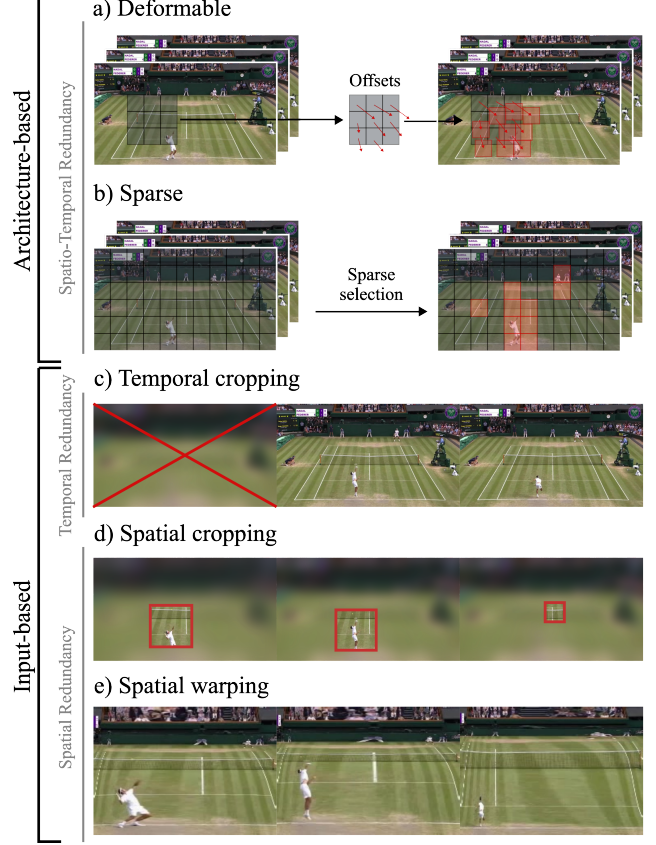 a) Deformable
Offsets
b) Sparse
Sparse
selection
Architecture-based
Spatio-Temporal Redundancy
c) Temporal cropping
Temporal Redundancy
d) Spatial cropping
e) Spatial warping
Input-based
Spatial Redundancy